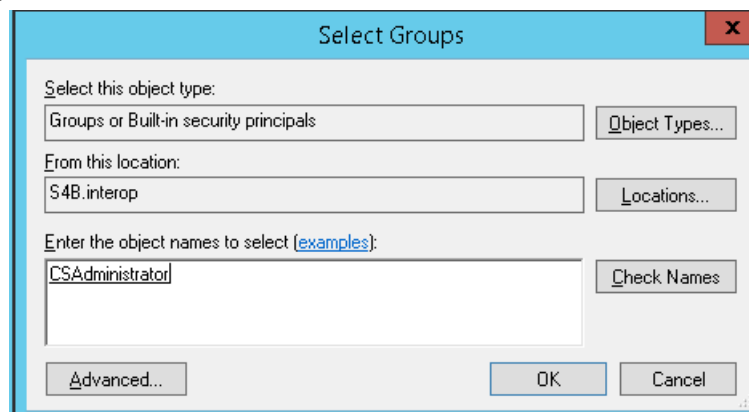 Select Groups
x
Select this object type:
Groups or Built-in security principals
Object Types...
From this location:
S4B.interop
Locations...
Enter the object names to select (examples):
CSAdministrator
Check Names
Advanced...
OK
Cancel